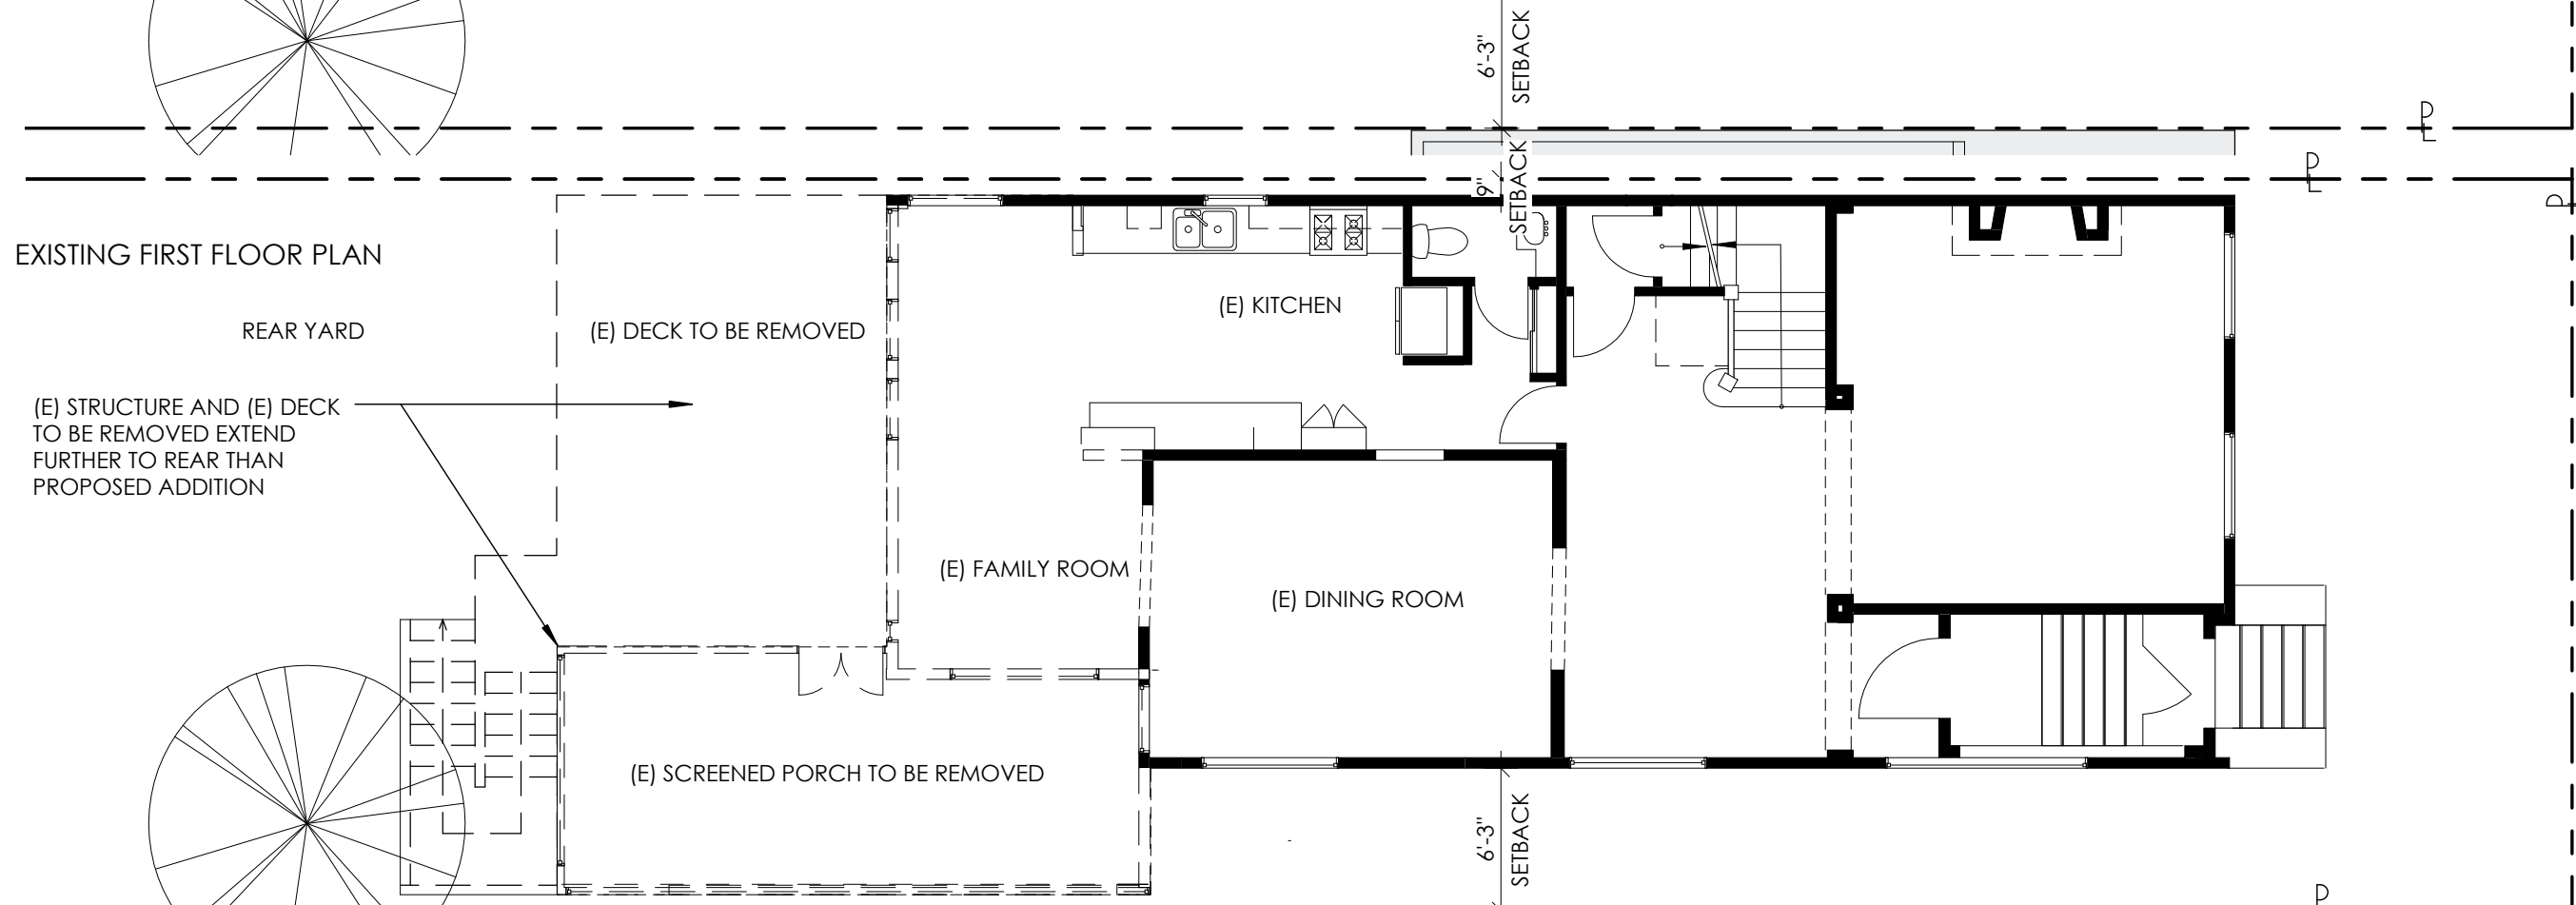 6'-3"
SETBACK
PL
9"
SETBACK
PL
P
EXISTING FIRST FLOOR PLAN
REAR YARD
(E) DECK TO BE REMOVED
(E) KITCHEN
(E) STRUCTURE AND (E) DECK
TO BE REMOVED EXTEND
FURTHER TO REAR THAN
PROPOSED ADDITION
(E) FAMILY ROOM
(E) DINING ROOM
(E) SCREENED PORCH TO BE REMOVED
6'-3"
SETBACK
P